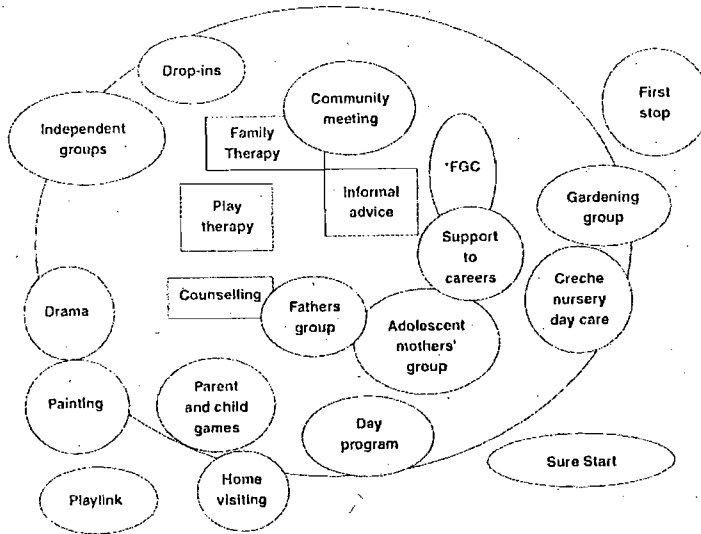 Drop-ins
Community
meeting
First
stop
Independent
groups
Family
Therapy
'FGC
Informal
advice
Play
therapy
Gardening
group
Support
to
careers
Creche
nursery
day care
Counselling
Fathers
group
Drama
Adolescent
mothers'
group
Painting
Parent
and child
games
Day
program
Sure Start
Home
visiting
Playlink